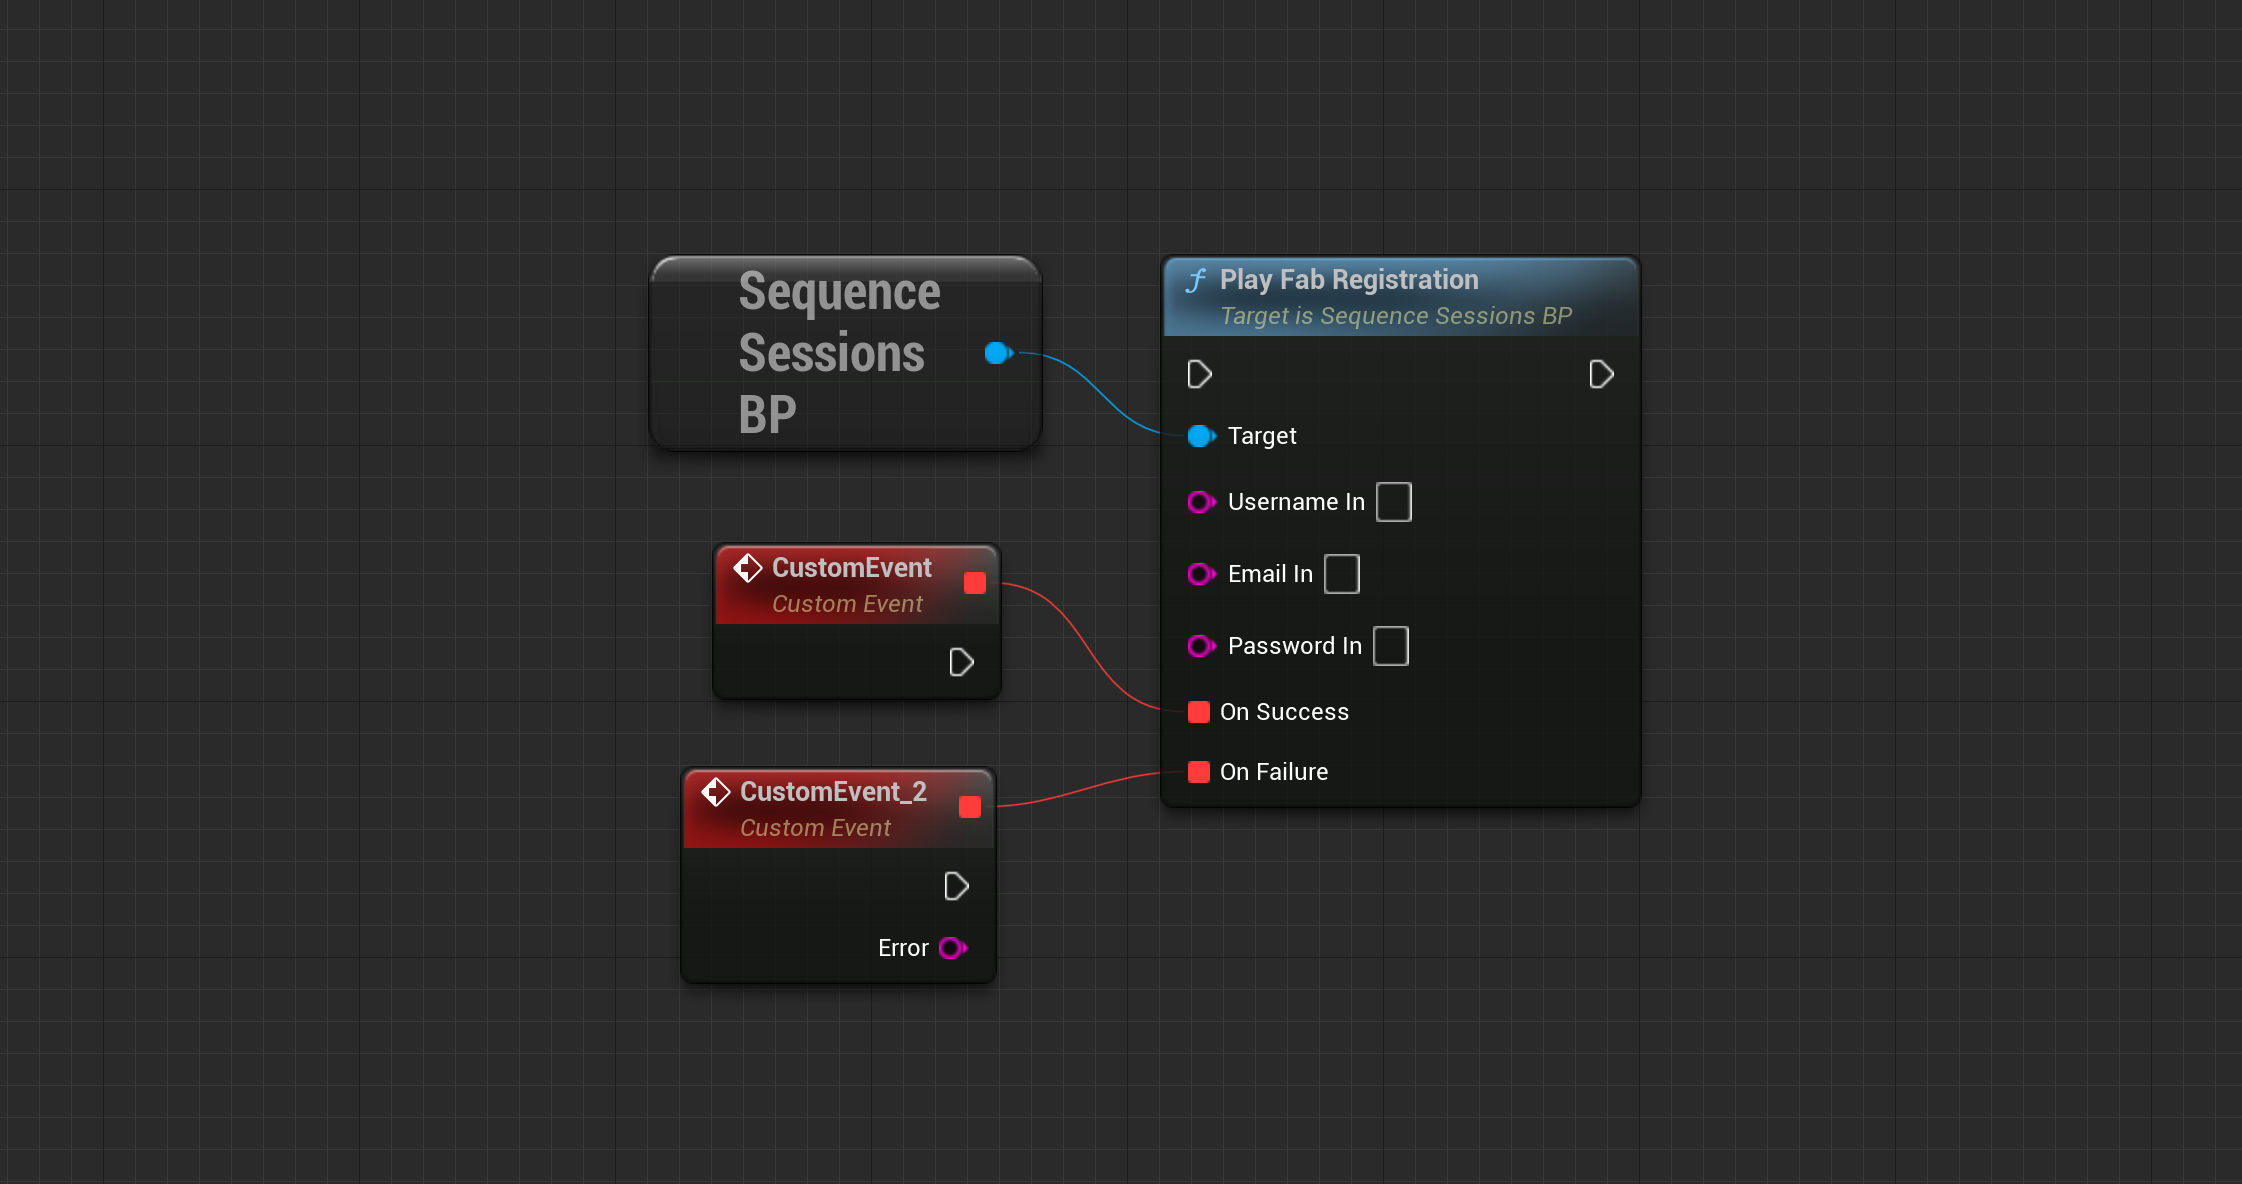 Sequence
Sessions
BP
Play Fab Registration
Target is Sequence Sessions BP
Target
Username In
Email In
Password In
On Success
On Failure
CustomEvent
Custom Event
CustomEvent_2
Custom Event
Error